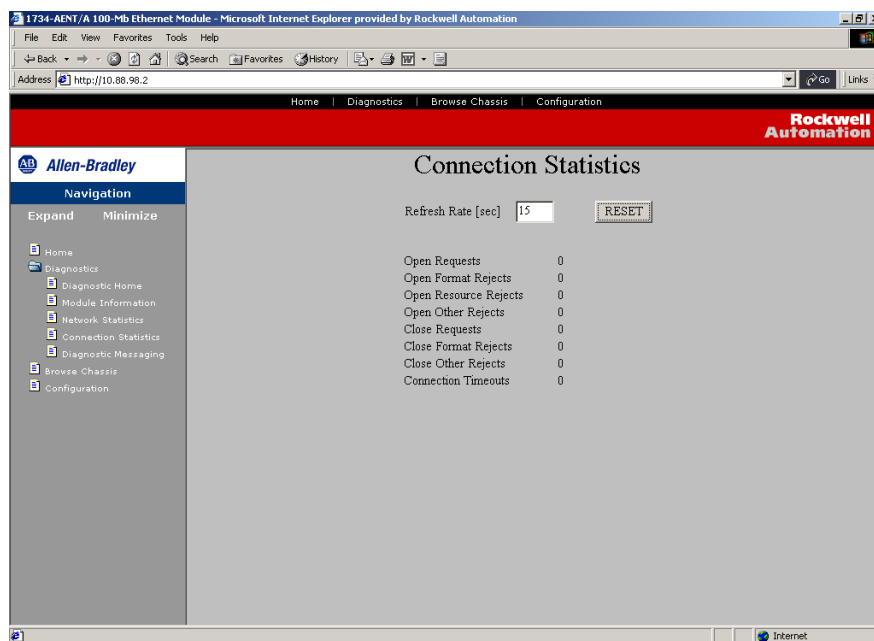 1734-AENT/A 100-Mb Ethernet Module - Microsoft Internet Explorer provided by Rockwell Automation
File Edit View Favorites Tools Help
Back Search Favorites History
Address http://10.88.98.2 Go Links
Home | Diagnostics | Browse Chassis | Configuration
Rockwell
Automation
AB Allen-Bradley
Navigation
Expand Minimize
Home
Diagnostics
Diagnostic Home
Module Information
Network Statistics
Connection Statistics
Diagnostic Messaging
Browse Chassis
Configuration
Connection Statistics
Refresh Rate [sec] 15 RESET
Open Requests 0
Open Format Rejects 0
Open Resource Rejects 0
Open Other Rejects 0
Close Requests 0
Close Format Rejects 0
Close Other Rejects 0
Connection Timeouts 0
Internet